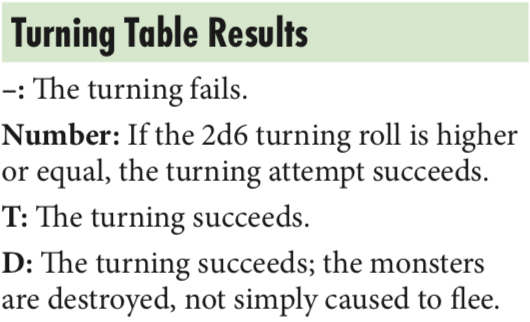 Turning Table Results
–: The turning fails.
Number: If the 2d6 turning roll is higher
or equal, the turning attempt succeeds.
T: The turning succeeds.
D: The turning succeeds; the monsters
are destroyed, not simply caused to flee.